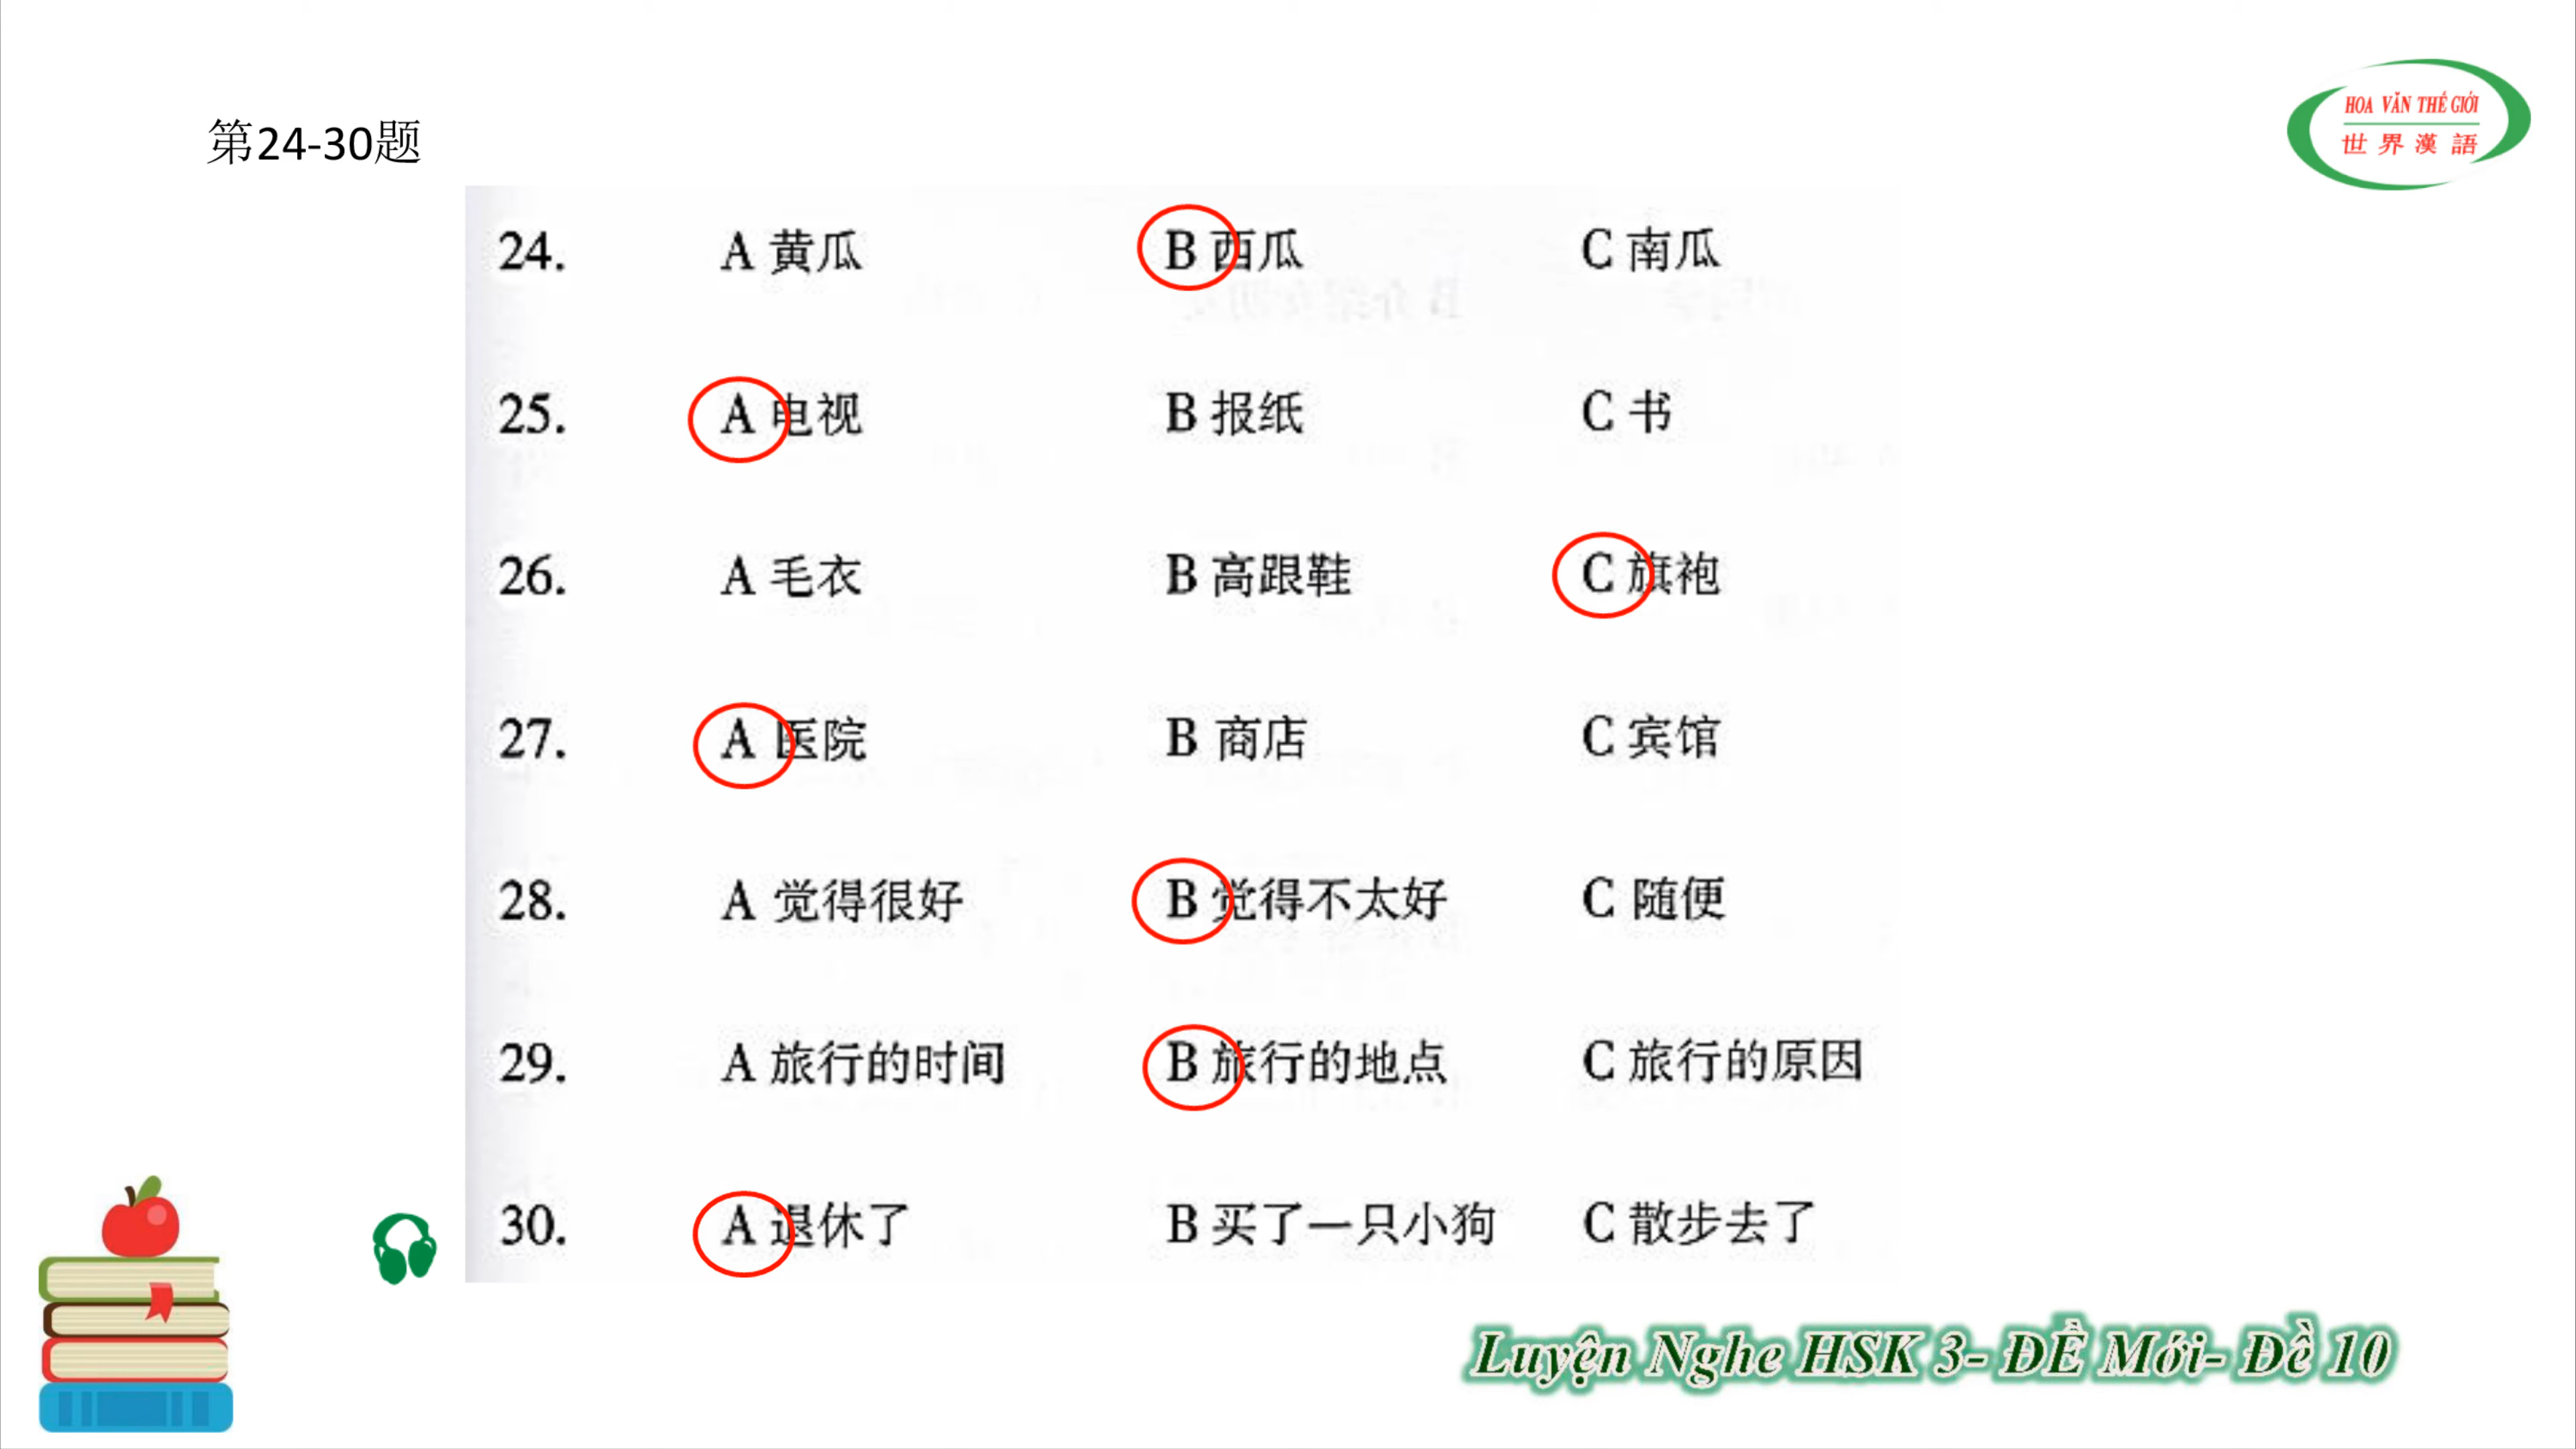 HOA VĂN THẾ GIỚI
世界漢語
第24-30题
24. A 黄瓜 B 西瓜 C 南瓜
25. A 电视 B 报纸 C 书
26. A 毛衣 B 高跟鞋 C 旗袍
27. A 医院 B 商店 C 宾馆
28. A 觉得很好 B 觉得不太好 C 随便
29. A 旅行的时间 B 旅行的地点 C 旅行的原因
30. A 退休了 B 买了一只小狗 C 散步去了
Luyện Nghe HSK 3- ĐỀ Mới- Đề 10